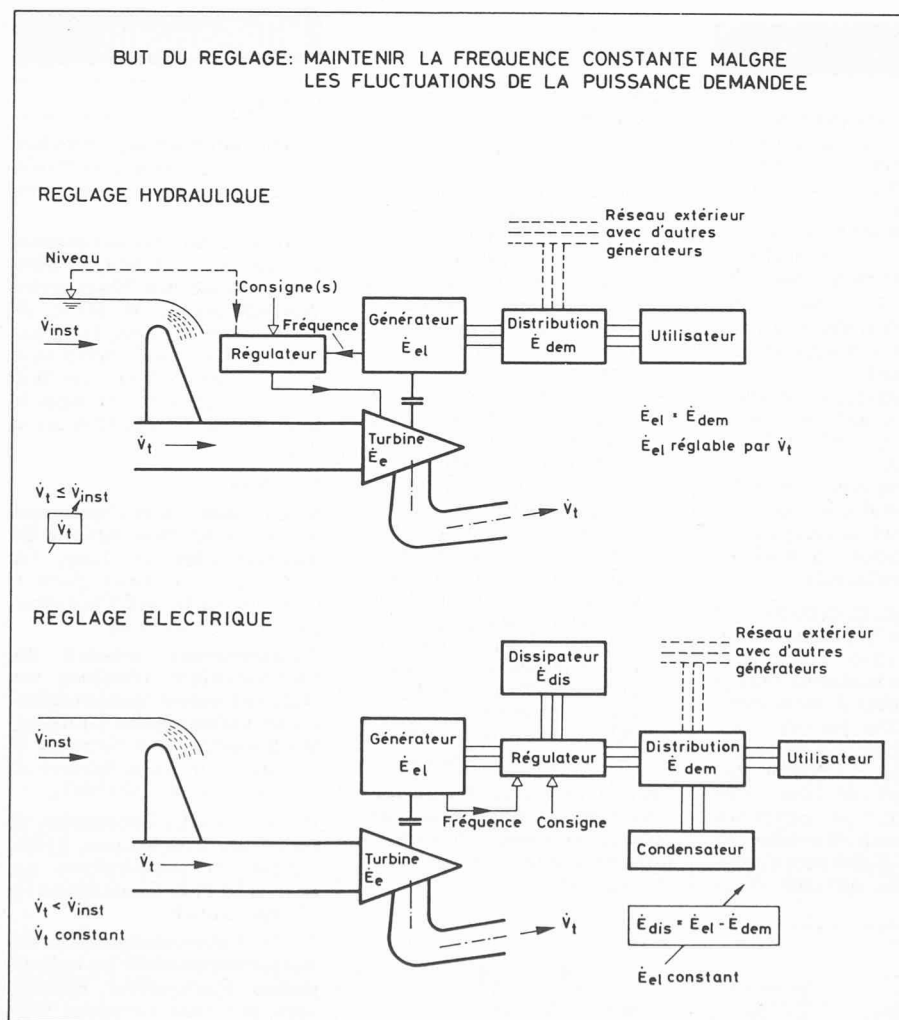 BUT DU REGLAGE: MAINTENIR LA FREQUENCE CONSTANTE MALGRE
LES FLUCTUATIONS DE LA PUISSANCE DEMANDEE
REGLAGE HYDRAULIQUE
Réseau extérieur
avec d'autres
générateurs
Niveau
Consigne(s)
V̇inst
Fréquence
Régulateur
Générateur
Ėel
Distribution
Ėdem
Utilisateur
V̇t
Turbine
Ėe
Ėel = Ėdem
Ėel réglable par V̇t
V̇t
V̇t ≤ V̇inst
V̇t
REGLAGE ELECTRIQUE
Réseau extérieur
avec d'autres
générateurs
Dissipateur
Ėdis
V̇inst
Générateur
Ėel
Régulateur
Distribution
Ėdem
Utilisateur
Fréquence
Consigne
V̇t
Turbine
Ėe
Condensateur
V̇t < V̇inst
V̇t constant
V̇t
Ėdis = Ėel - Ėdem
Ėel constant